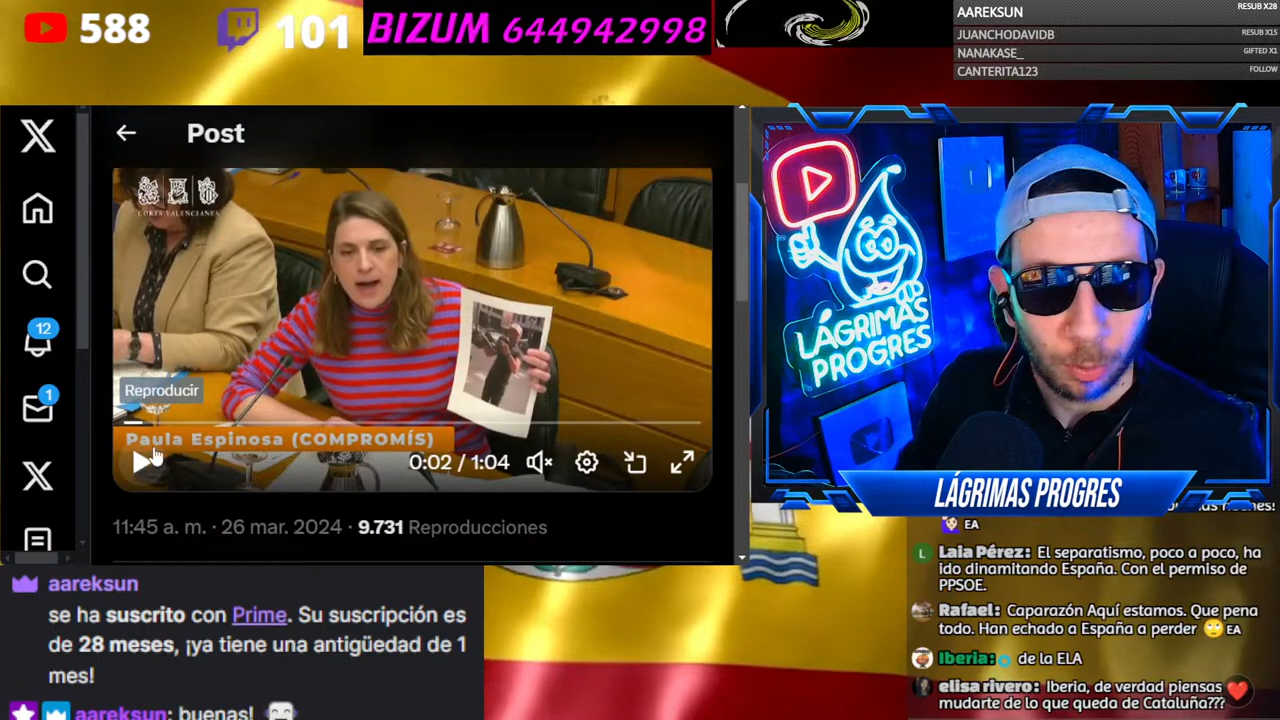 588
101
BIZUM 644942998
AAREKSUN RESUB X28
JUANCHODAVIDB RESUB X15
NANAKASE_ GIFTED X1
CANTERITA123 FOLLOW
Post
CORTS VALENCIANES
Reproducir
Paula Espinosa (COMPROMÍS)
0:02 / 1:04
11:45 a. m. · 26 mar. 2024 · 9.731 Reproducciones
12
1
LÁGRIMAS
PROGRES
LÁGRIMAS PROGRES
aareksun
se ha suscrito con Prime. Su suscripción es
de 28 meses, ¡ya tiene una antigüedad de 1
mes!
aareksun: buenas!
noches!
EA
Laia Pérez: El separatismo, poco a poco, ha
ido dinamitando España. Con el permiso de
PPSOE.
Rafael: Caparazón Aquí estamos. Que pena
todo. Han echado a España a perder EA
Iberia: de la ELA
elisa rivero: Iberia, de verdad piensas
mudarte de lo que queda de Cataluña???